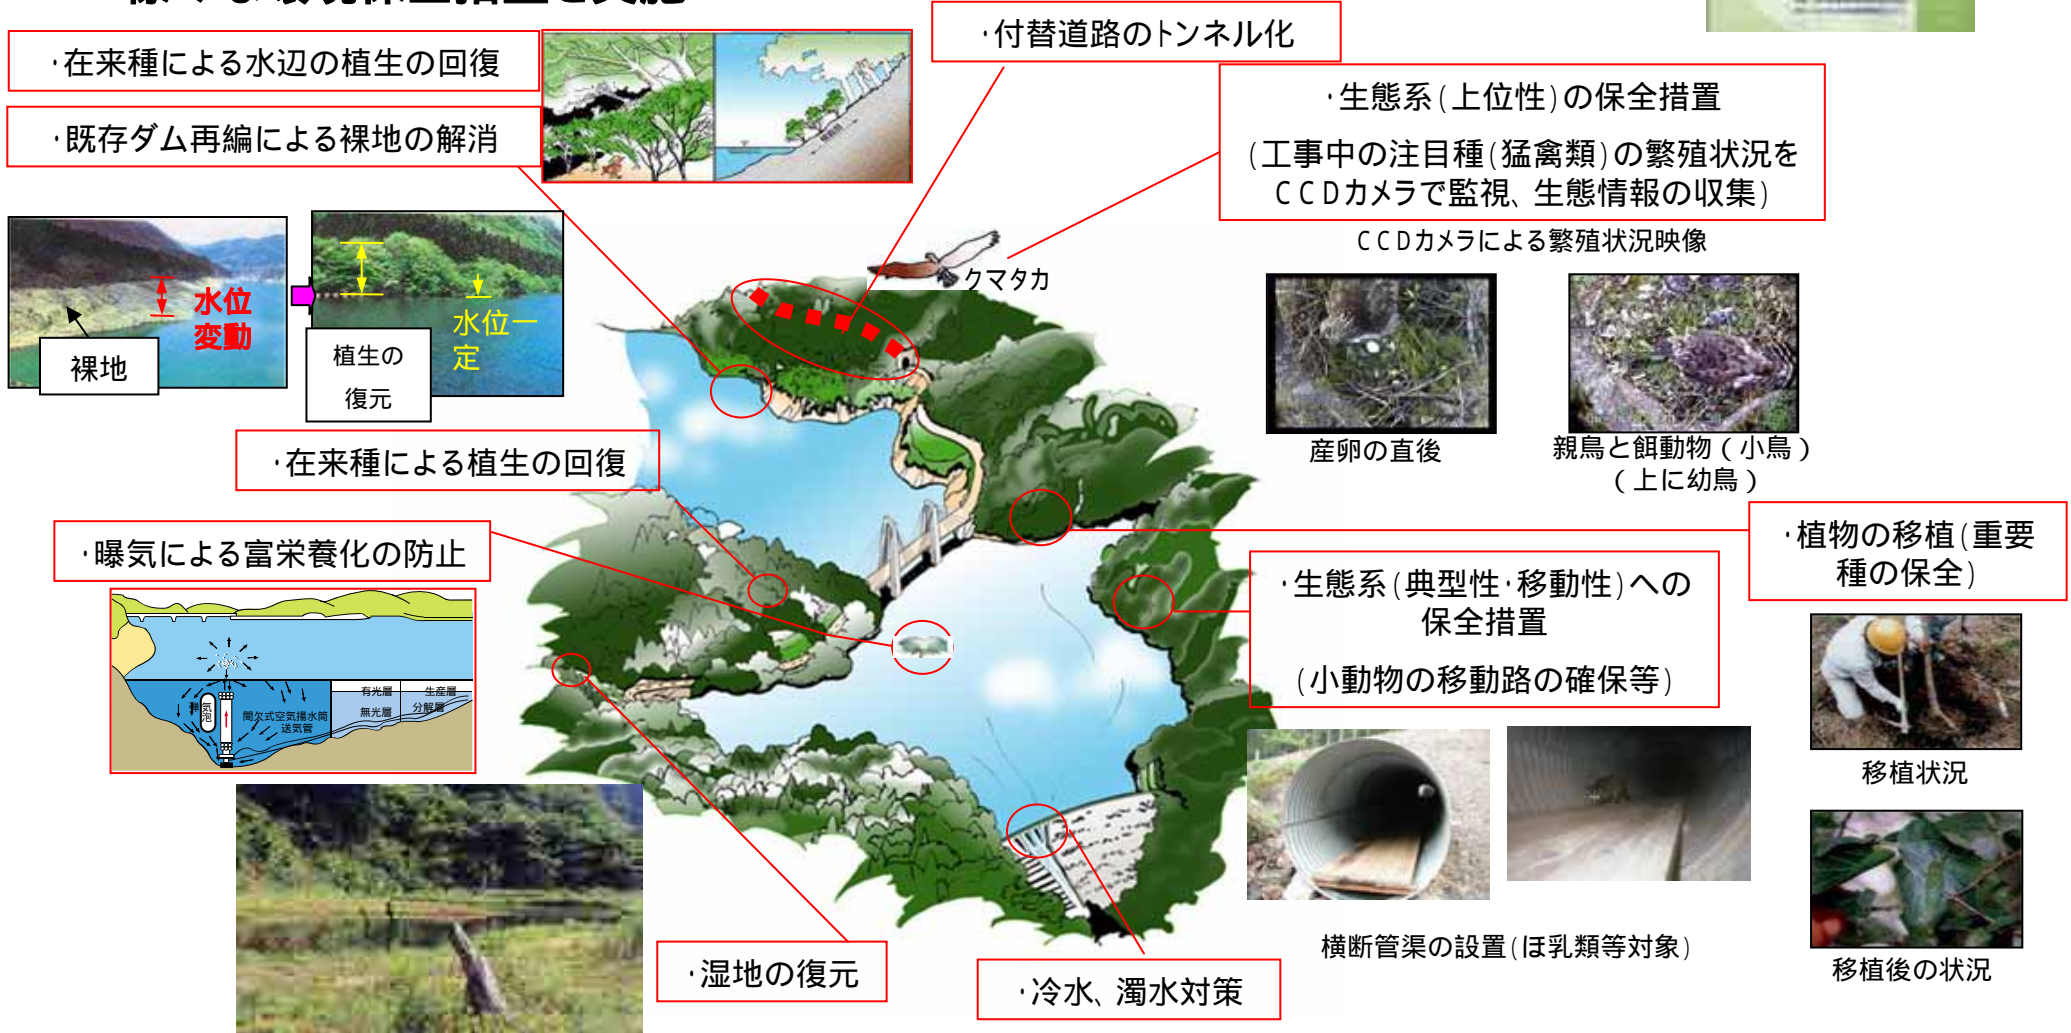 ・在来種による水辺の植生の回復
・既存ダム再編による裸地の解消
・付替道路のトンネル化
・生態系(上位性)の保全措置
(工事中の注目種(猛禽類)の繁殖状況を
CCDカメラで監視、生態情報の収集)
CCDカメラによる繁殖状況映像
クマタカ
産卵の直後
親鳥と餌動物(小鳥)
(上に幼鳥)
水位
変動
裸地
水位一
定
植生の
復元
・在来種による植生の回復
・曝気による富栄養化の防止
有光層
生産層
無光層
分解層
間欠式空気揚水筒
送気管
・植物の移植(重要
種の保全)
・生態系(典型性・移動性)への
保全措置
(小動物の移動路の確保等)
移植状況
移植後の状況
横断管渠の設置(ほ乳類等対象)
・湿地の復元
・冷水、濁水対策